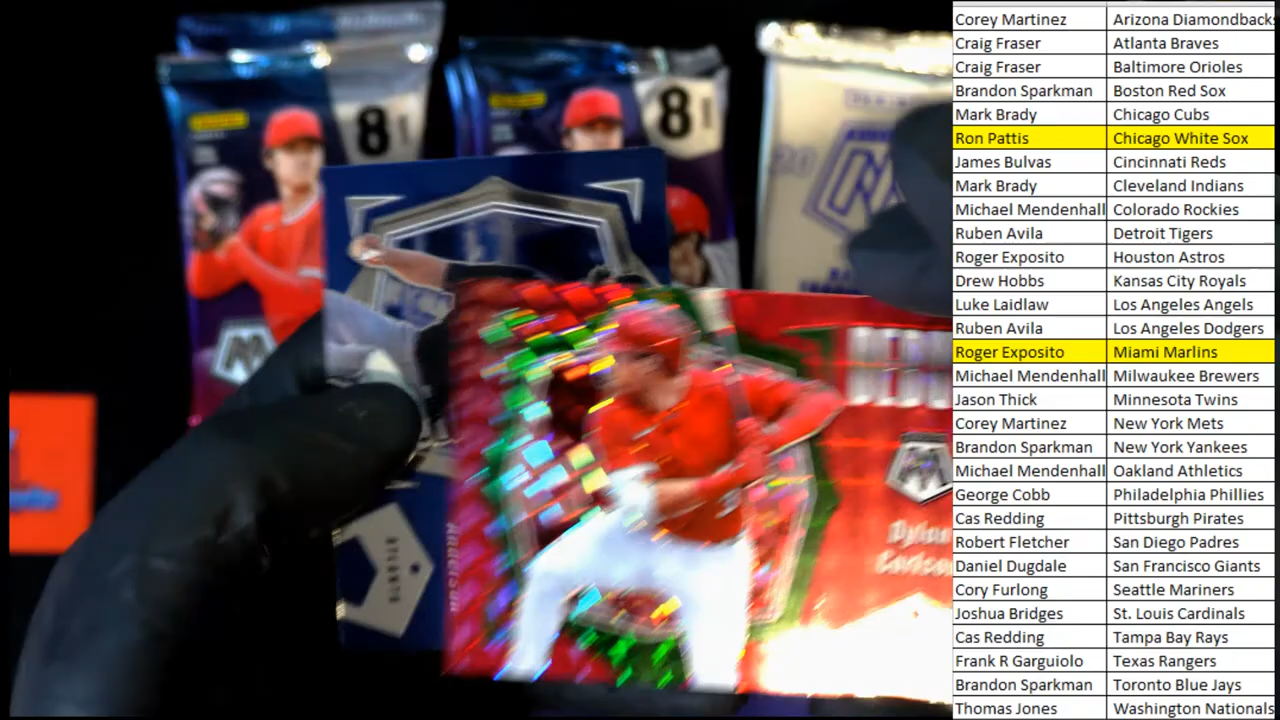 8
8
ATLANTA
Anderson
Dylan
Carlson
Corey Martinez Arizona Diamondbacks
Craig Fraser Atlanta Braves
Craig Fraser Baltimore Orioles
Brandon Sparkman Boston Red Sox
Mark Brady Chicago Cubs
Ron Pattis Chicago White Sox
James Bulvas Cincinnati Reds
Mark Brady Cleveland Indians
Michael Mendenhall Colorado Rockies
Ruben Avila Detroit Tigers
Roger Exposito Houston Astros
Drew Hobbs Kansas City Royals
Luke Laidlaw Los Angeles Angels
Ruben Avila Los Angeles Dodgers
Roger Exposito Miami Marlins
Michael Mendenhall Milwaukee Brewers
Jason Thick Minnesota Twins
Corey Martinez New York Mets
Brandon Sparkman New York Yankees
Michael Mendenhall Oakland Athletics
George Cobb Philadelphia Phillies
Cas Redding Pittsburgh Pirates
Robert Fletcher San Diego Padres
Daniel Dugdale San Francisco Giants
Cory Furlong Seattle Mariners
Joshua Bridges St. Louis Cardinals
Cas Redding Tampa Bay Rays
Frank R Garguiolo Texas Rangers
Brandon Sparkman Toronto Blue Jays
Thomas Jones Washington Nationals